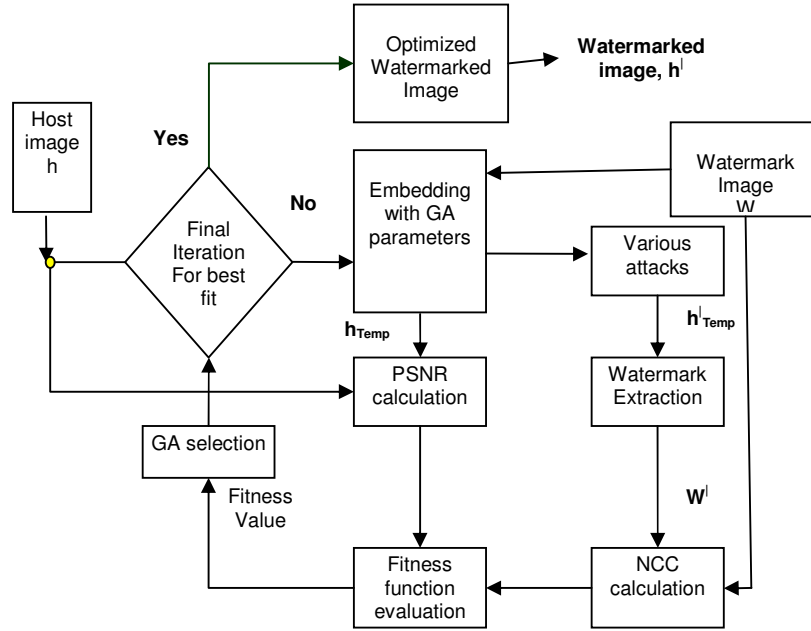 Optimized
Watermarked
Image
Watermarked
image, h|
Host
image
h
Yes
No
Final
Iteration
For best
fit
Embedding
with GA
parameters
Watermark
Image
W
Various
attacks
hTemp
h|Temp
PSNR
calculation
Watermark
Extraction
GA selection
Fitness
Value
W|
Fitness
function
evaluation
NCC
calculation